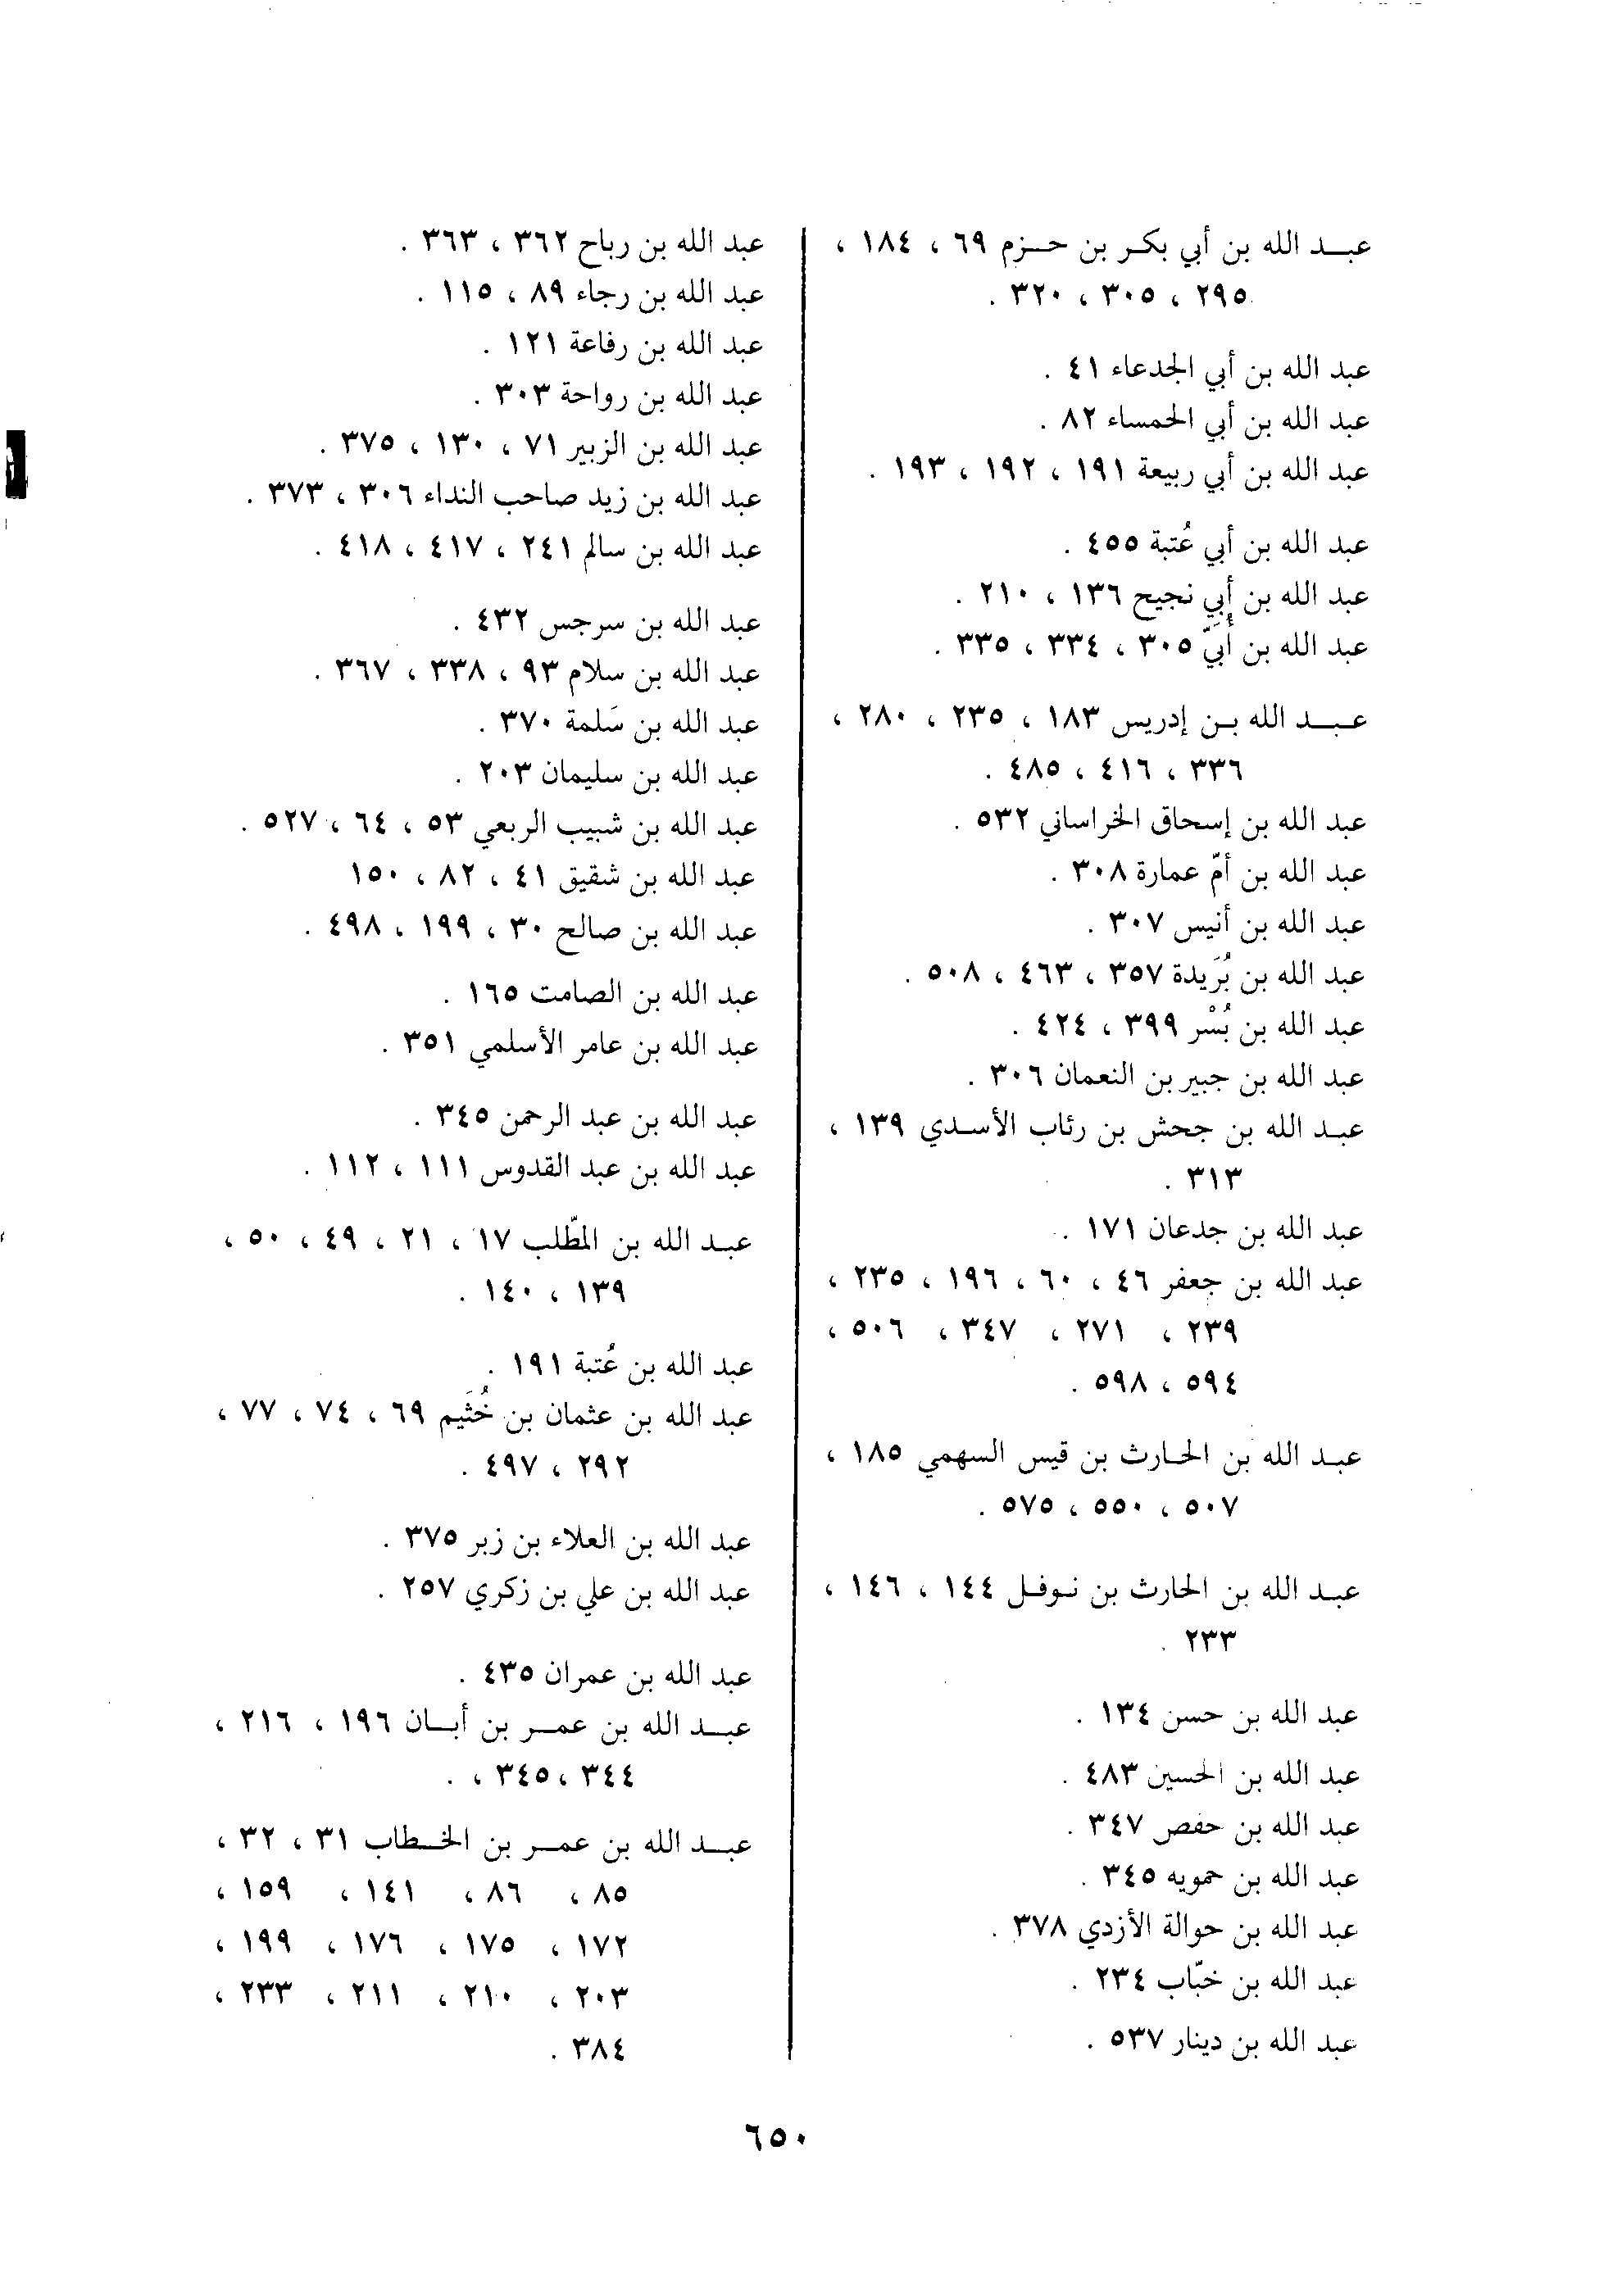 عبد الله بن أبي بكر بن حزم ٦٩ ، ١٨٤ ،
٢٩٥ ، ٣٠٥ ، ٣٢٠ .
عبد الله بن أبي الجدعاء ٤١ .
عبد الله بن أبي الحمساء ٨٢ .
عبد الله بن أبي ربيعة ١٩١ ، ١٩٢ ، ١٩٣ .
عبد الله بن أبي عُتبة ٤٥٥ .
عبد الله بن أبي نجيح ١٣٦ ، ٢١٠ .
عبد الله بن أُبَيّ ٣٠٥ ، ٣٣٤ ، ٣٣٥ .
عبد الله بن إدريس ١٨٣ ، ٢٣٥ ، ٢٨٠ ،
٣٣٦ ، ٤١٦ ، ٤٨٥ .
عبد الله بن إسحاق الخراساني ٥٣٢ .
عبد الله بن أمّ عمارة ٣٠٨ .
عبد الله بن أنيس ٣٠٧ .
عبد الله بن بُرَيدة ٣٥٧ ، ٤٦٣ ، ٥٠٨ .
عبد الله بن بُسْر ٣٩٩ ، ٤٢٤ .
عبد الله بن جبير بن النعمان ٣٠٦ .
عبد الله بن جحش بن رئاب الأسدي ١٣٩ ،
٣١٣ .
عبد الله بن جدعان ١٧١ .
عبد الله بن جعفر ٤٦ ، ٦٠ ، ١٩٦ ، ٢٣٥ ،
٢٣٩ ، ٢٧١ ، ٣٤٧ ، ٥٠٦ ،
٥٩٤ ، ٥٩٨ .
عبد الله بن الحارث بن قيس السهمي ١٨٥ ،
٥٠٧ ، ٥٥٠ ، ٥٧٥ .
عبد الله بن الحارث بن نوفل ١٤٤ ، ١٤٦ ،
٢٣٣ .
عبد الله بن حسن ١٣٤ .
عبد الله بن الحسين ٤٨٣ .
عبد الله بن حفص ٣٤٧ .
عبد الله بن حمويه ٣٤٥ .
عبد الله بن حوالة الأزدي ٣٧٨ .
عبد الله بن خبّاب ٢٣٤ .
عبد الله بن دينار ٥٣٧ .
عبد الله بن رباح ٣٦٢ ، ٣٦٣ .
عبد الله بن رجاء ٨٩ ، ١١٥ .
عبد الله بن رفاعة ١٢١ .
عبد الله بن رواحة ٣٠٣ .
عبد الله بن الزبير ٧١ ، ١٣٠ ، ٣٧٥ .
عبد الله بن زيد صاحب النداء ٣٠٦ ، ٣٧٣ .
عبد الله بن سالم ٢٤١ ، ٤١٧ ، ٤١٨ .
عبد الله بن سرجس ٤٣٢ .
عبد الله بن سلام ٩٣ ، ٣٣٨ ، ٣٦٧ .
عبد الله بن سَلمة ٣٧٠ .
عبد الله بن سليمان ٢٠٣ .
عبد الله بن شبيب الربعي ٥٣ ، ٦٤ ، ٥٢٧ .
عبد الله بن شقيق ٤١ ، ٨٢ ، ١٥٠
عبد الله بن صالح ٣٠ ، ١٩٩ ، ٤٩٨ .
عبد الله بن الصامت ١٦٥ .
عبد الله بن عامر الأسلمي ٣٥١ .
عبد الله بن عبد الرحمن ٣٤٥ .
عبد الله بن عبد القدوس ١١١ ، ١١٢ .
عبد الله بن المطّلب ١٧ ، ٢١ ، ٤٩ ، ٥٠ ،
١٣٩ ، ١٤٠ .
عبد الله بن عُتبة ١٩١ .
عبد الله بن عثمان بن خُثَيم ٦٩ ، ٧٤ ، ٧٧ ،
٢٩٢ ، ٤٩٧ .
عبد الله بن العلاء بن زبر ٣٧٥ .
عبد الله بن علي بن زكري ٢٥٧ .
عبد الله بن عمران ٤٣٥ .
عبد الله بن عمر بن أبان ١٩٦ ، ٢١٦ ،
٣٤٤ ، ٣٤٥ ، .
عبد الله بن عمر بن الخطاب ٣١ ، ٣٢ ،
٨٥ ، ٨٦ ، ١٤١ ، ١٥٩ ،
١٧٢ ، ١٧٥ ، ١٧٦ ، ١٩٩ ،
٢٠٣ ، ٢١٠ ، ٢١١ ، ٢٣٣ ،
٣٨٤ .
٦٥٠